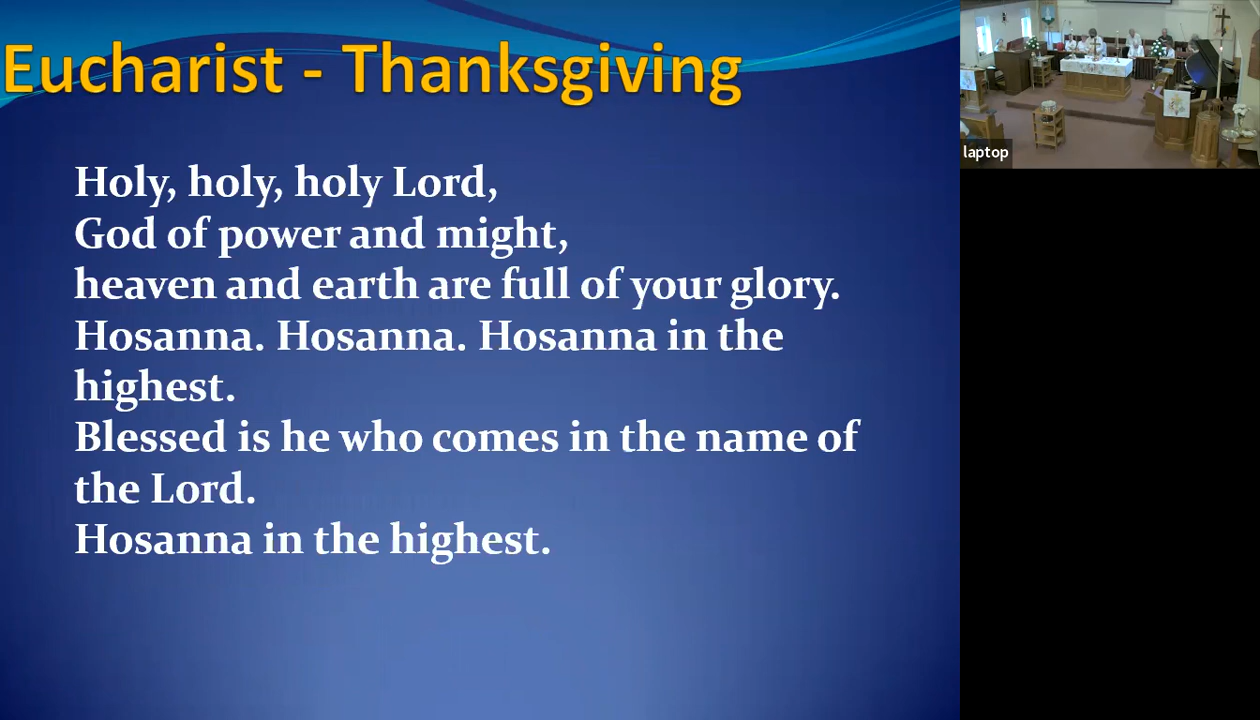 Eucharist - Thanksgiving
Holy, holy, holy Lord,
God of power and might,
heaven and earth are full of your glory.
Hosanna. Hosanna. Hosanna in the
highest.
Blessed is he who comes in the name of
the Lord.
Hosanna in the highest.
laptop